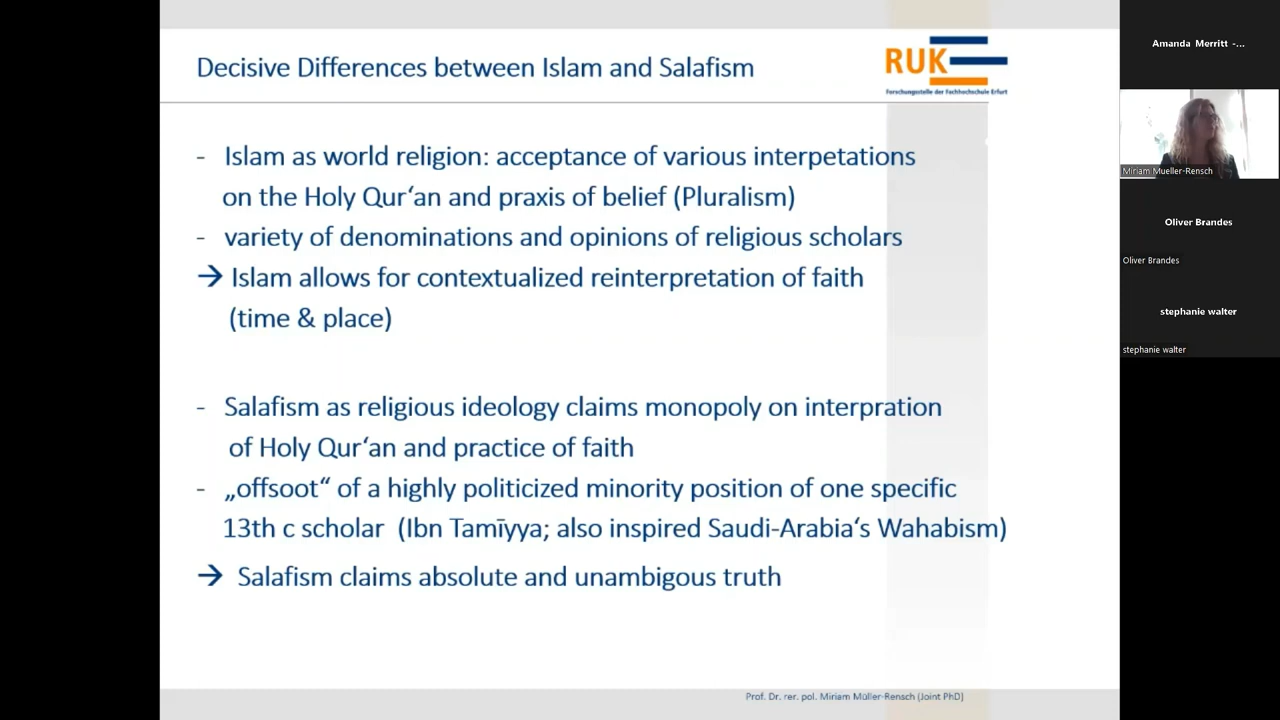 Decisive Differences between Islam and Salafism
RUK
Forschungsstelle der Fachhochschule Erfurt
- Islam as world religion: acceptance of various interpetations
on the Holy Qur‘an and praxis of belief (Pluralism)
- variety of denominations and opinions of religious scholars
→ Islam allows for contextualized reinterpretation of faith
(time & place)
- Salafism as religious ideology claims monopoly on interpration
of Holy Qur‘an and practice of faith
- „offsoot“ of a highly politicized minority position of one specific
13th c scholar (Ibn Tamīyya; also inspired Saudi-Arabia‘s Wahabism)
→ Salafism claims absolute and unambigous truth
Prof. Dr. rer. pol. Miriam Müller-Rensch (Joint PhD)
Amanda Merritt -...
Miriam Mueller-Rensch
Oliver Brandes
Oliver Brandes
stephanie walter
stephanie walter